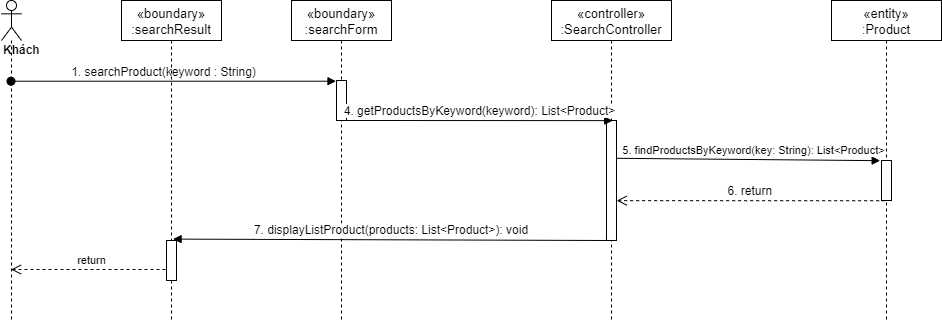 «boundary»
:searchResult
«boundary»
:searchForm
«controller»
:SearchController
«entity»
:Product
Khách
1. searchProduct(keyword : String)
4. getProductsByKeyword(keyword): List<Product>
5. findProductsByKeyword(key: String): List<Product>
6. return
7. displayListProduct(products: List<Product>): void
return